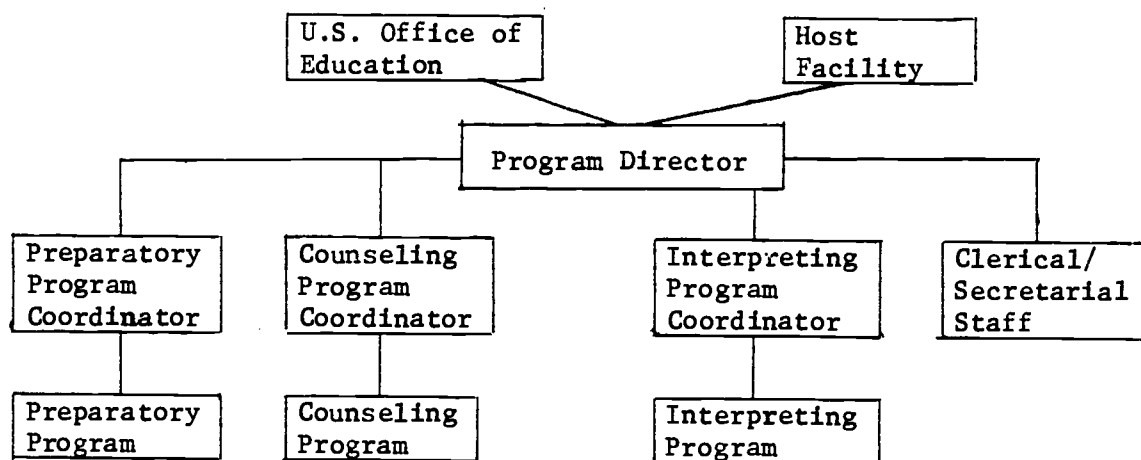 U.S. Office of
Education
Host
Facility
Program Director
Preparatory
Program
Coordinator
Counseling
Program
Coordinator
Interpreting
Program
Coordinator
Clerical/
Secretarial
Staff
Preparatory
Program
Counseling
Program
Interpreting
Program